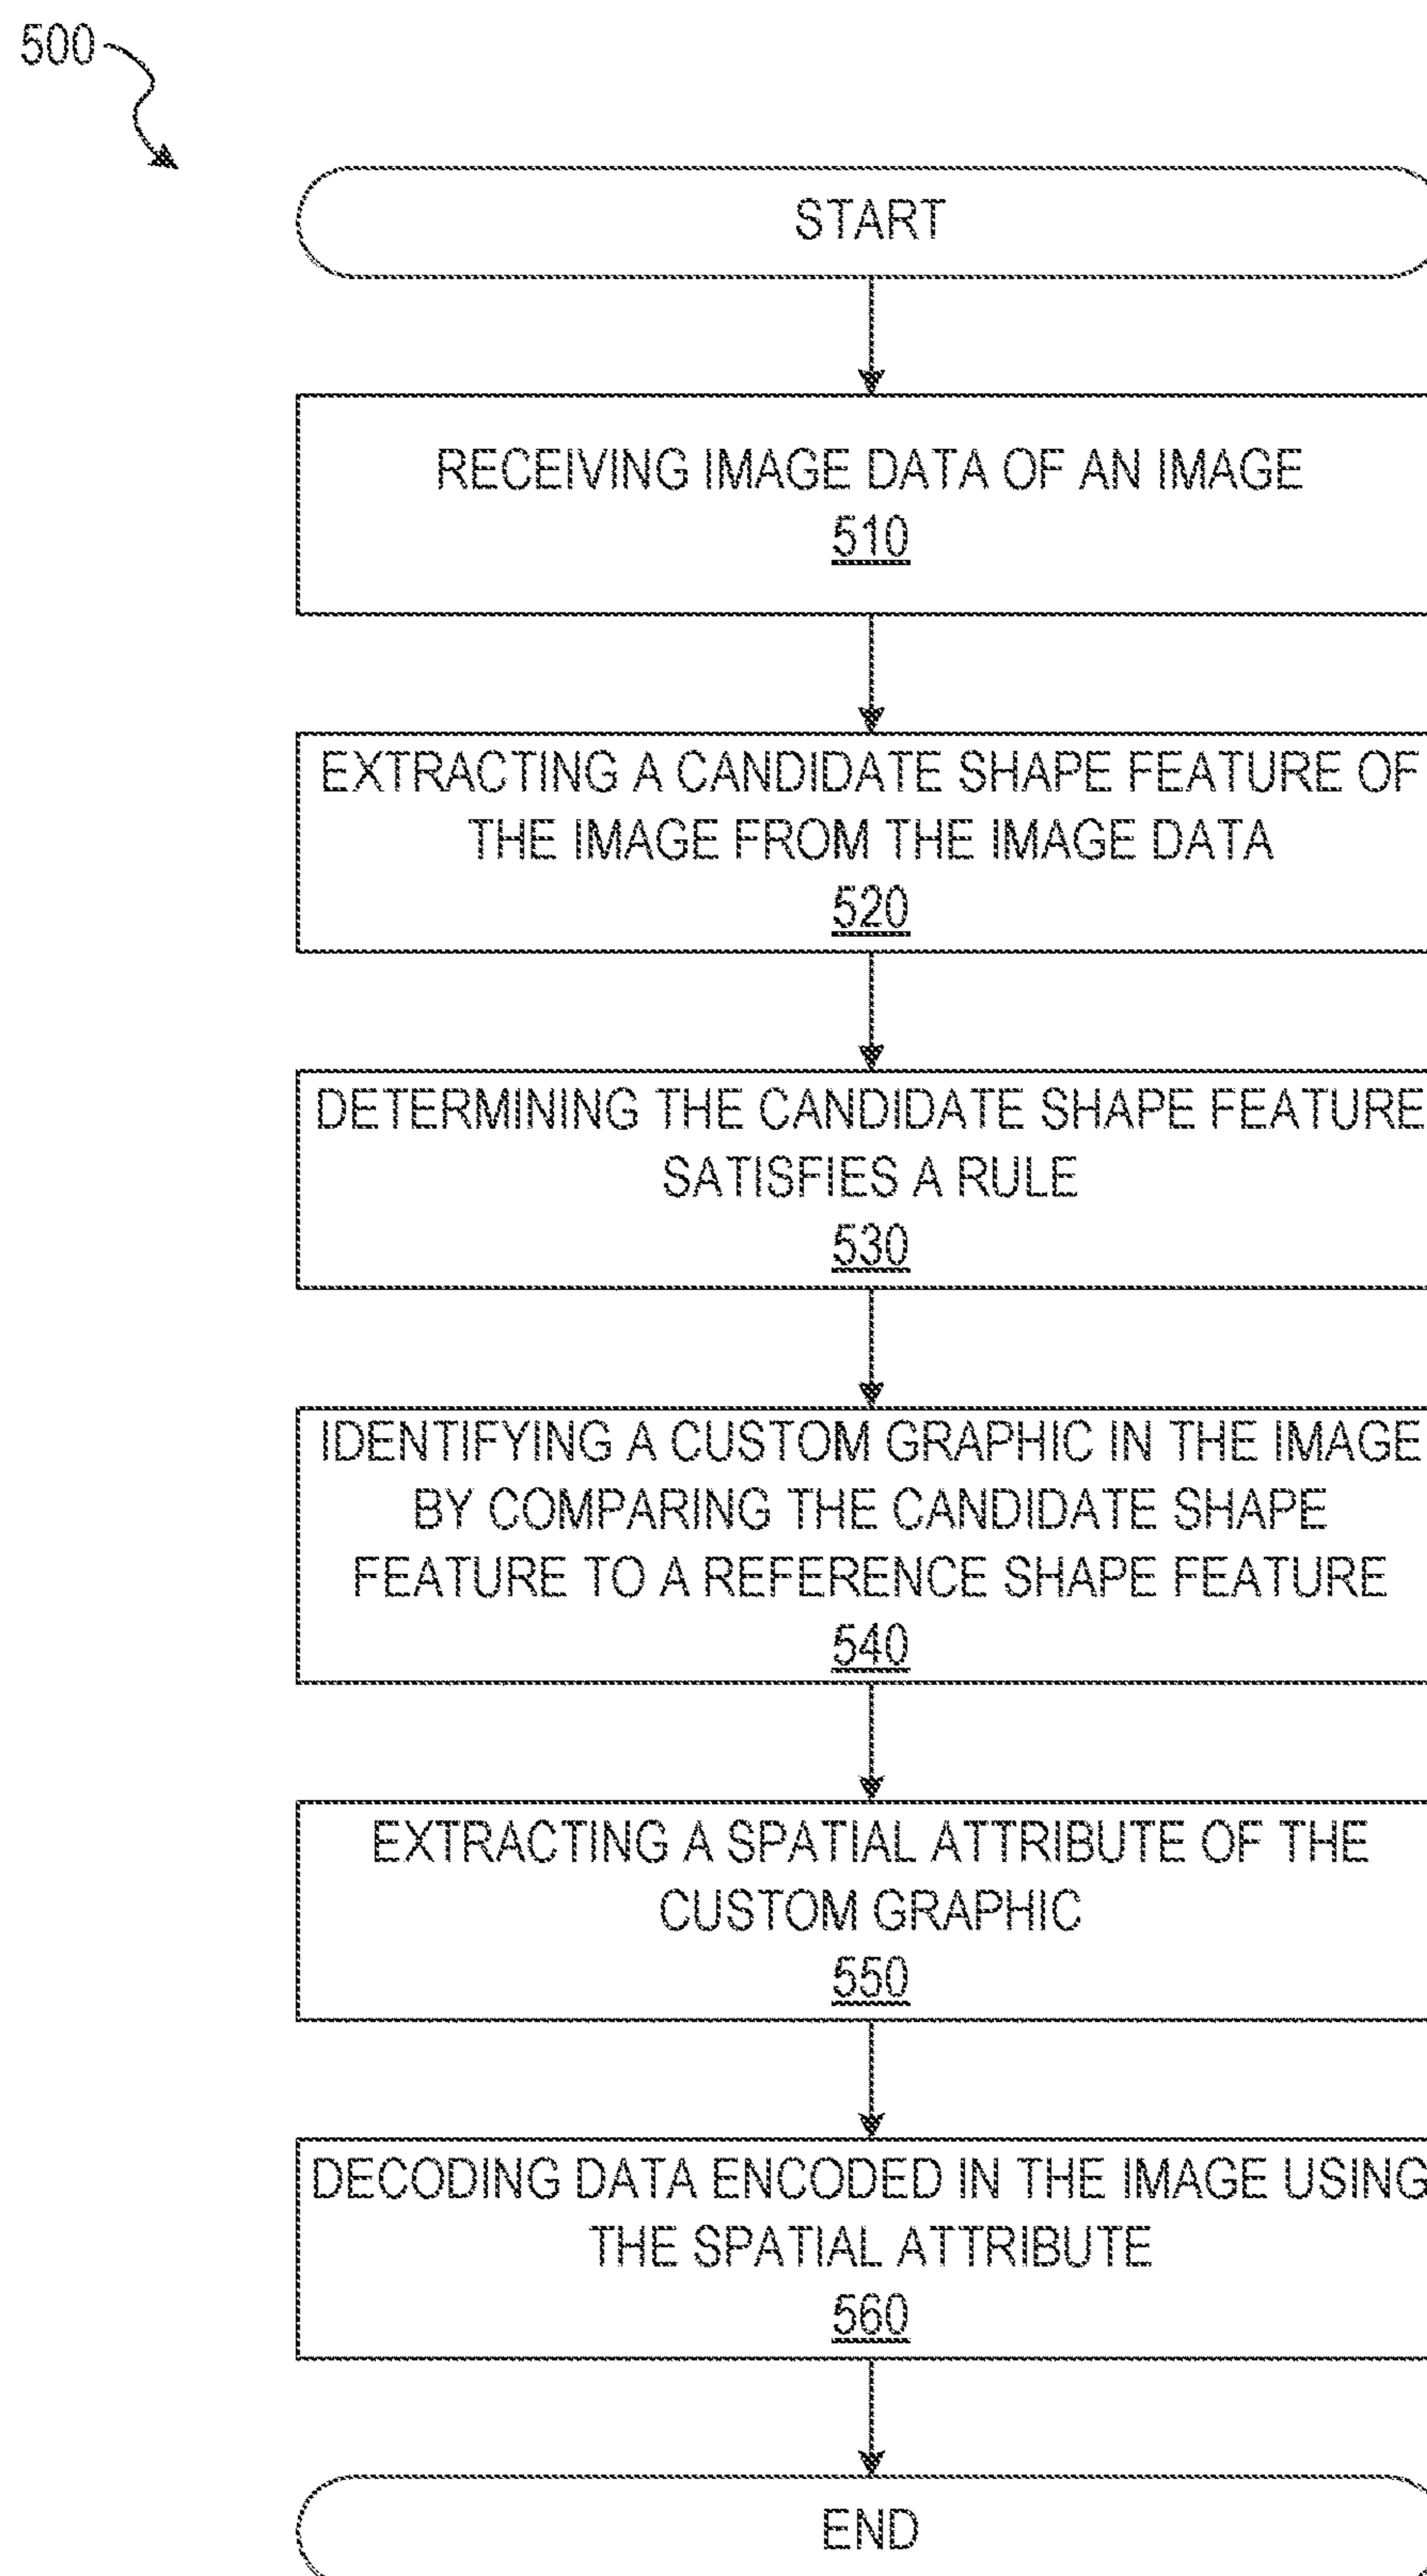 500
START
RECEIVING IMAGE DATA OF AN IMAGE
510
EXTRACTING A CANDIDATE SHAPE FEATURE OF
THE IMAGE FROM THE IMAGE DATA
520
DETERMINING THE CANDIDATE SHAPE FEATURE
SATISFIES A RULE
530
IDENTIFYING A CUSTOM GRAPHIC IN THE IMAGE
BY COMPARING THE CANDIDATE SHAPE
FEATURE TO A REFERENCE SHAPE FEATURE
540
EXTRACTING A SPATIAL ATTRIBUTE OF THE
CUSTOM GRAPHIC
550
DECODING DATA ENCODED IN THE IMAGE USING
THE SPATIAL ATTRIBUTE
560
END